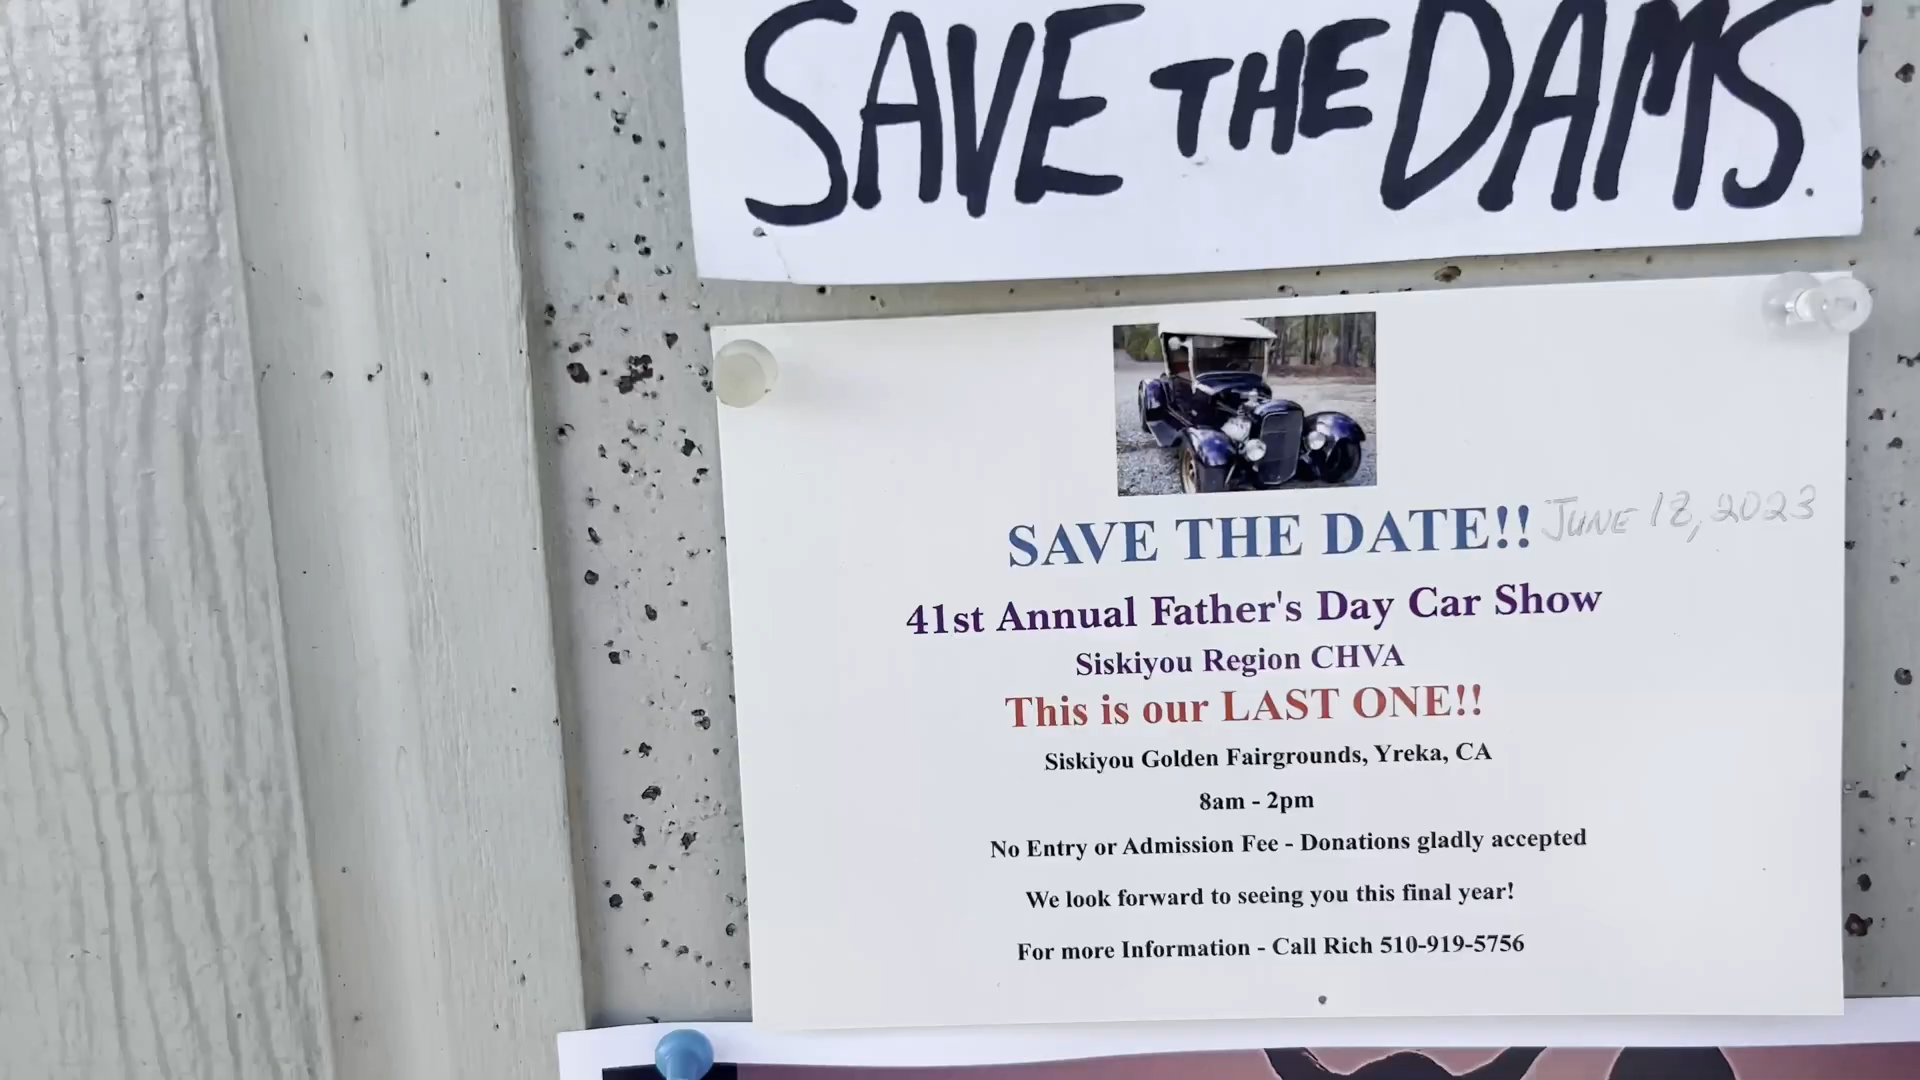 SAVE THE DAMS.
SAVE THE DATE!! JUNE 18, 2023
41st Annual Father's Day Car Show
Siskiyou Region CHVA
This is our LAST ONE!!
Siskiyou Golden Fairgrounds, Yreka, CA
8am - 2pm
No Entry or Admission Fee - Donations gladly accepted
We look forward to seeing you this final year!
For more Information - Call Rich 510-919-5756